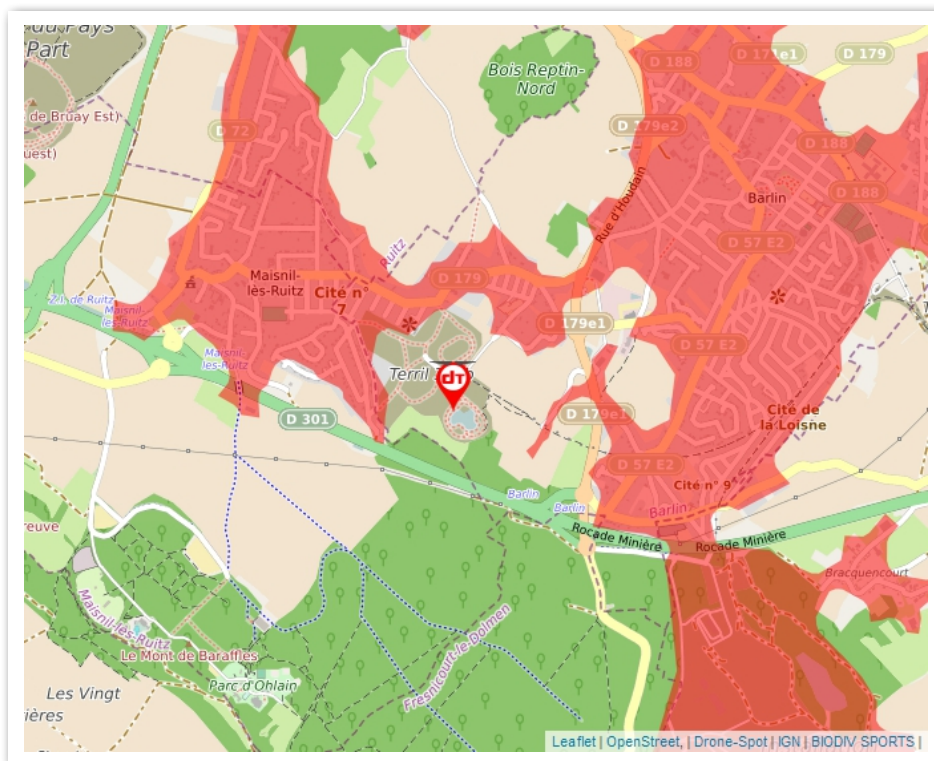 du Pays
Part
Bois Reptin-
Nord
D 188
D 171e1
D 179
de Bruay Est)
D 72
D 179e2
uest)
D 188
Rue d'Houdain
Barlin
D 188
D 57 E2
Ruitz
Maisnil-
lès-Ruitz
Cité n°
7
D 179
Z.I. de Ruitz
Maisnil-
lès-Ruitz
D 179e1
D 57 E2
Maisnil-
lès-Ruitz
Terril
dT
D 301
D 179e1
Cité de
la Loisne
D 57 E2
Cité n° 9
Barlin
Barlin
Barlin
reuve
Rocade Minière
Rocade Minière
Bracquencourt
Maisnil-lès-Ruitz
Le Mont de Baraffles
Fresnicourt-le-Dolmen
Parc d'Ohlain
Les Vingt
ières
Leaflet | OpenStreet, | Drone-Spot | IGN | BIODIV SPORTS |